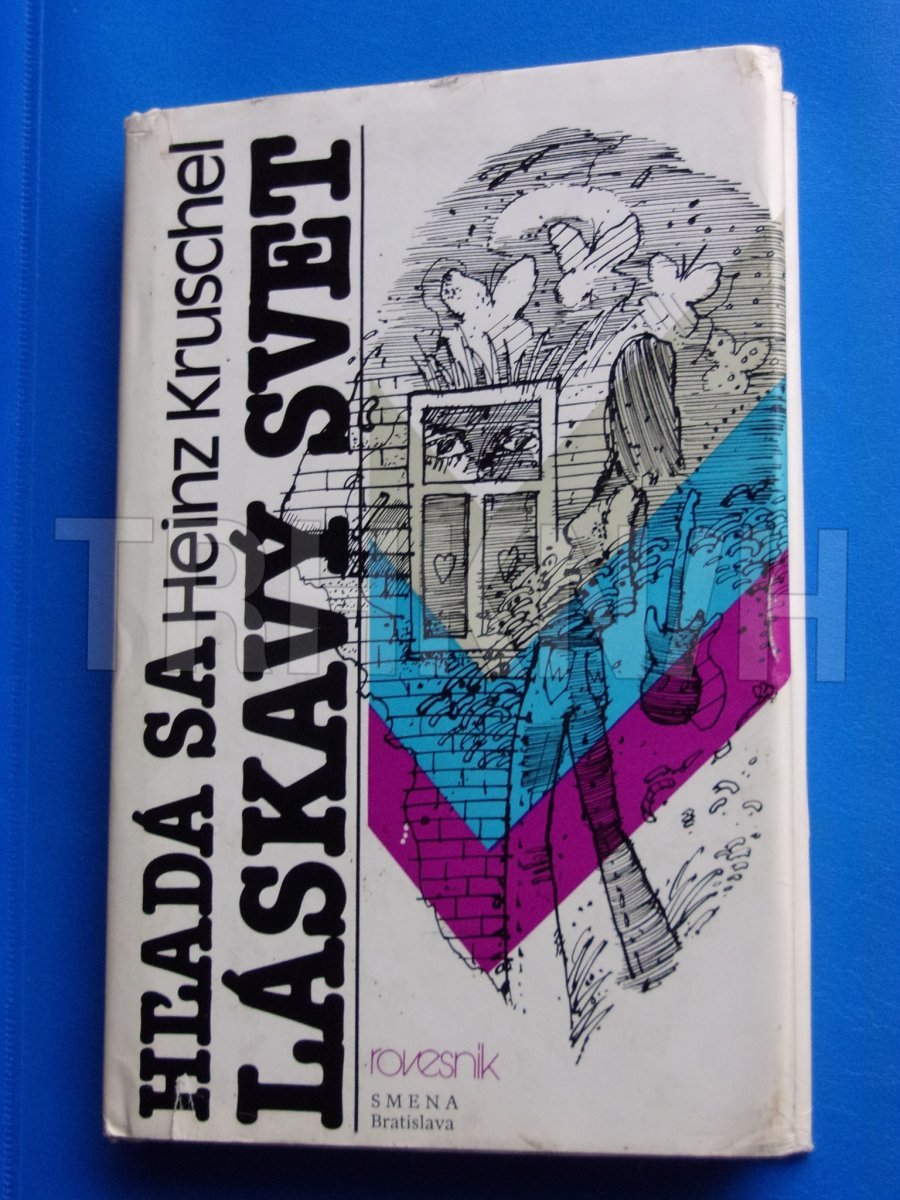 HĽADÁ SA Heinz Kruschel
LÁSKAVÝ SVET
rovesník
SMENA
Bratislava